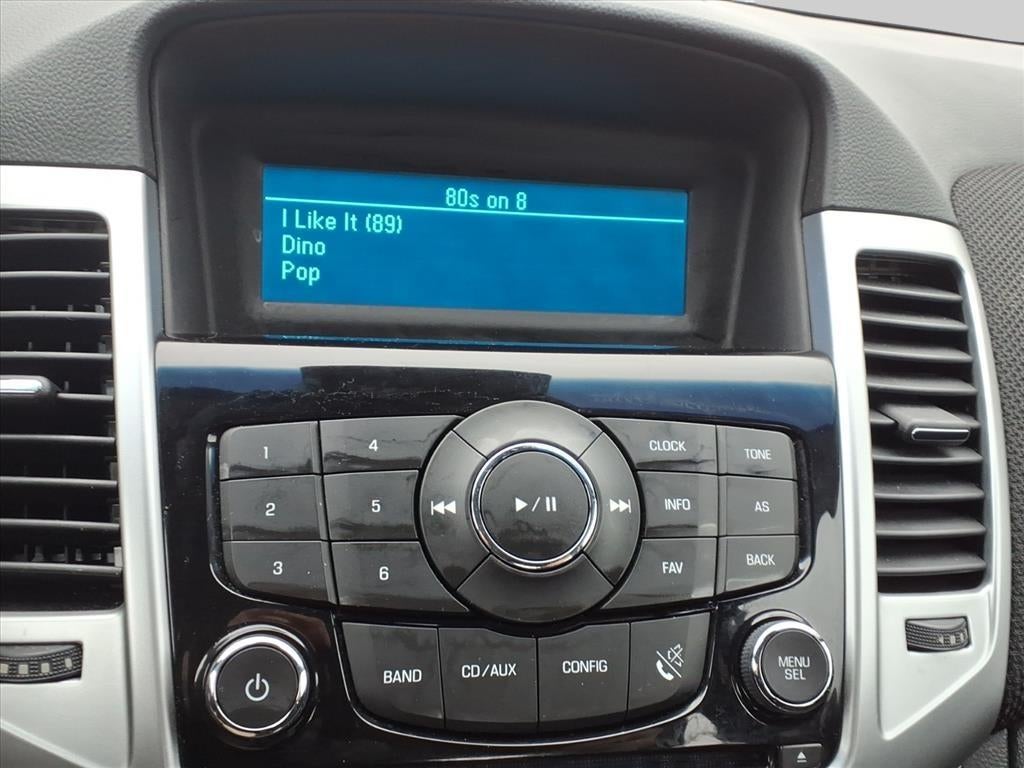 80s on 8
I Like It (89)
Dino
Pop
1 4 CLOCK TONE
2 5 INFO AS
3 6 FAV BACK
BAND CD/AUX CONFIG
MENU
SEL